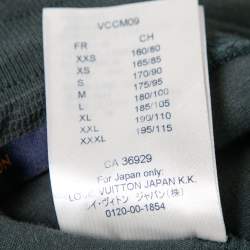 VCCM09
FR CH
XXS 160/80
XS 165/85
S 170/90
M 175/95
L 180/100
XL 185/105
XXL 190/110
XXXL 195/115
CA 36929
For Japan only:
LOUIS VUITTON JAPAN K.K.
ルイ・ヴィトン ジャパン(株)
0120-00-1854
ON